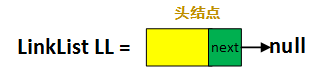 头结点
LinkList LL = next null